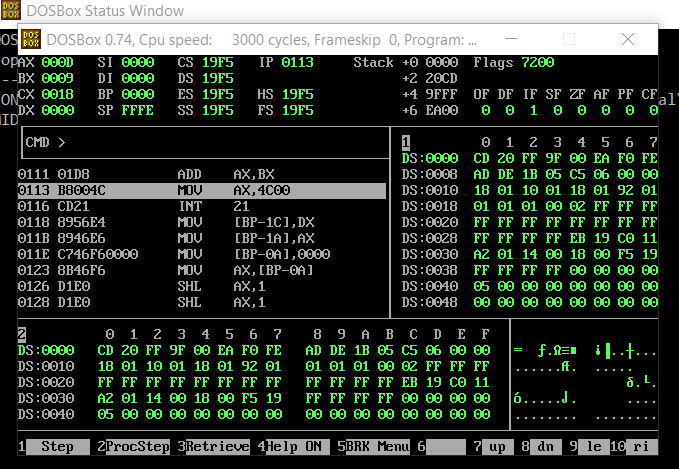 DOSBox Status Window
DOSBox 0.74, Cpu speed: 3000 cycles, Frameskip 0, Program: ...
AX 000D SI 0000 CS 19F5 IP 0113 Stack +0 0000 Flags 7200
BX 0009 DI 0000 DS 19F5 +2 20CD
CX 0018 BP 0000 ES 19F5 HS 19F5 +4 9FFF OF DF IF SF ZF AF PF CF
DX 0000 SP FFFE SS 19F5 FS 19F5 +6 EA00 0 0 1 0 0 0 0 0
CMD >
0111 01D8 ADD AX,BX
0113 B8004C MOV AX,4C00
0116 CD21 INT 21
0118 8956E4 MOV [BP-1C],DX
011B 8946E6 MOV [BP-1A],AX
011E C746F60000 MOV [BP-0A],0000
0123 8B46F6 MOV AX,[BP-0A]
0126 D1E0 SHL AX,1
0128 D1E0 SHL AX,1
1 0 1 2 3 4 5 6 7
DS:0000 CD 20 FF 9F 00 EA F0 FE
DS:0008 AD DE 1B 05 C5 06 00 00
DS:0010 18 01 10 01 18 01 92 01
DS:0018 01 01 01 00 02 FF FF FF
DS:0020 FF FF FF FF FF FF FF FF
DS:0028 FF FF FF FF EB 19 C0 11
DS:0030 A2 01 14 00 18 00 F5 19
DS:0038 FF FF FF FF 00 00 00 00
DS:0040 05 00 00 00 00 00 00 00
DS:0048 00 00 00 00 00 00 00 00
2 0 1 2 3 4 5 6 7 8 9 A B C D E F
DS:0000 CD 20 FF 9F 00 EA F0 FE AD DE 1B 05 C5 06 00 00
DS:0010 18 01 10 01 18 01 92 01 01 01 01 00 02 FF FF FF
DS:0020 FF FF FF FF FF FF FF FF FF FF FF FF EB 19 C0 11
DS:0030 A2 01 14 00 18 00 F5 19 FF FF FF FF 00 00 00 00
DS:0040 05 00 00 00 00 00 00 00 00 00 00 00 00 00 00 00
= ƒ.Ω≡■ ¡▐..┼...
......ff. ...
δ.└.
ó.....J. ....
........ ........
1 Step 2ProcStep 3Retrieve 4Help ON 5BRK Menu 6 7 up 8 dn 9 le 10 ri